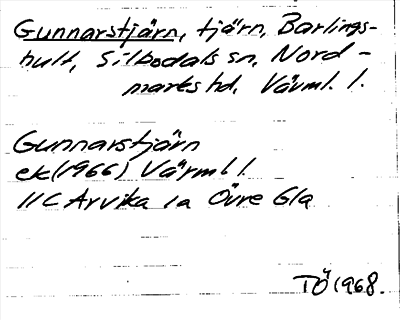 Gunnarstjärn, tjärn, Barlings-
hult, Silbodals sn, Nord-
marks hd, Värml. l.
Gunnarstjärn
ek (1966) Värml l.
11C Arvika 1a Övre Gla
TÖ 1968.